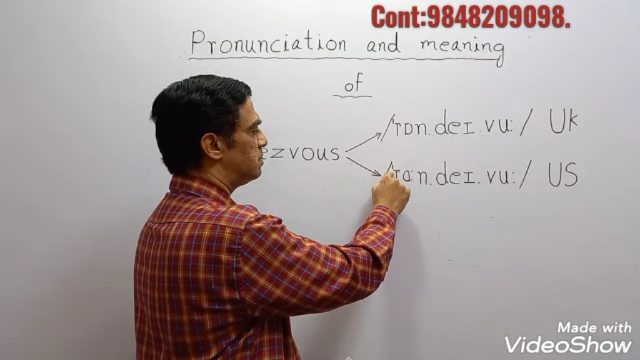 Cont:9848209098.
Pronunciation and meaning
of
/rɒn.deɪ.vuː/ UK
ezvous
/rɑːn.deɪ.vuː/ US
Made with
VideoShow